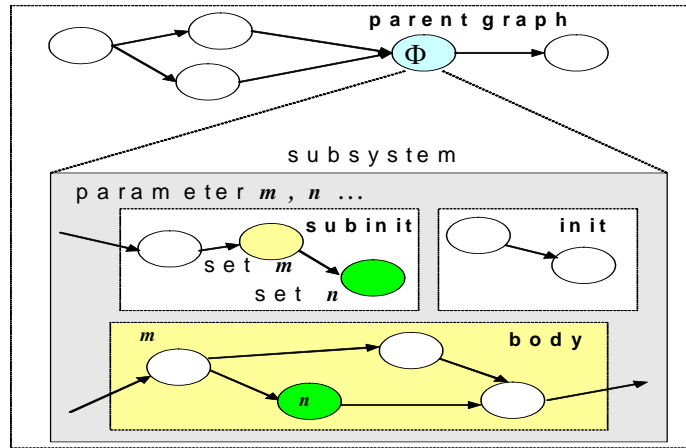 parent graph
Φ
subsystem
parameter m , n ...
subinit
init
set m
set n
m
body
n